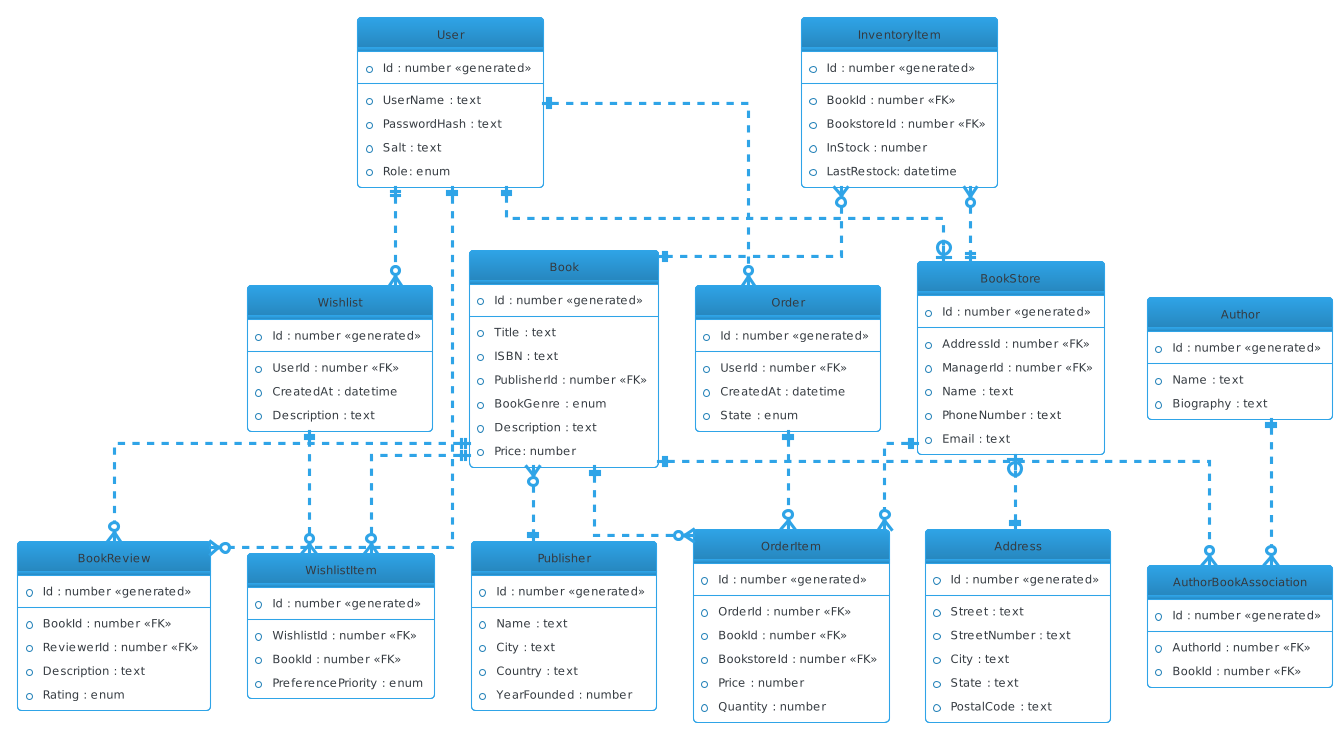 User
Id : number «generated»
UserName : text
PasswordHash : text
Salt : text
Role: enum
InventoryItem
Id : number «generated»
BookId : number «FK»
BookstoreId : number «FK»
InStock : number
LastRestock: datetime
Wishlist
Id : number «generated»
UserId : number «FK»
CreatedAt : datetime
Description : text
Book
Id : number «generated»
Title : text
ISBN : text
PublisherId : number «FK»
BookGenre : enum
Description : text
Price: number
Order
Id : number «generated»
UserId : number «FK»
CreatedAt : datetime
State : enum
BookStore
Id : number «generated»
AddressId : number «FK»
ManagerId : number «FK»
Name : text
PhoneNumber : text
Email : text
Author
Id : number «generated»
Name : text
Biography : text
BookReview
Id : number «generated»
BookId : number «FK»
ReviewerId : number «FK»
Description : text
Rating : enum
WishlistItem
Id : number «generated»
WishlistId : number «FK»
BookId : number «FK»
PreferencePriority : enum
Publisher
Id : number «generated»
Name : text
City : text
Country : text
YearFounded : number
OrderItem
Id : number «generated»
OrderId : number «FK»
BookId : number «FK»
BookstoreId : number «FK»
Price : number
Quantity : number
Address
Id : number «generated»
Street : text
StreetNumber : text
City : text
State : text
PostalCode : text
AuthorBookAssociation
Id : number «generated»
AuthorId : number «FK»
BookId : number «FK»